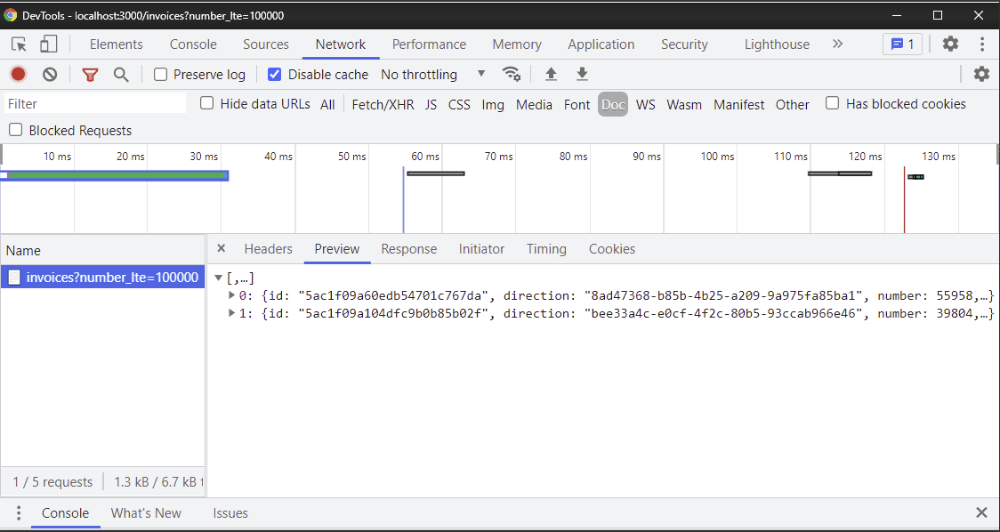 DevTools - localhost:3000/invoices?number_lte=100000
Elements Console Sources Network Performance Memory Application Security Lighthouse » 1
Preserve log Disable cache No throttling
Filter Hide data URLs All Fetch/XHR JS CSS Img Media Font Doc WS Wasm Manifest Other Has blocked cookies
Blocked Requests
10 ms 20 ms 30 ms 40 ms 50 ms 60 ms 70 ms 80 ms 90 ms 100 ms 110 ms 120 ms 130 ms
Name × Headers Preview Response Initiator Timing Cookies
invoices?number_lte=100000
[,…]
0: {id: "5ac1f09a60edb54701c767da", direction: "8ad47368-b85b-4b25-a209-9a975fa85ba1", number: 55958,…}
1: {id: "5ac1f09a104dfc9b0b85b02f", direction: "bee33a4c-e0cf-4f2c-80b5-93ccab966e46", number: 39804,…}
1 / 5 requests 1.3 kB / 6.7 kB t
Console What's New Issues